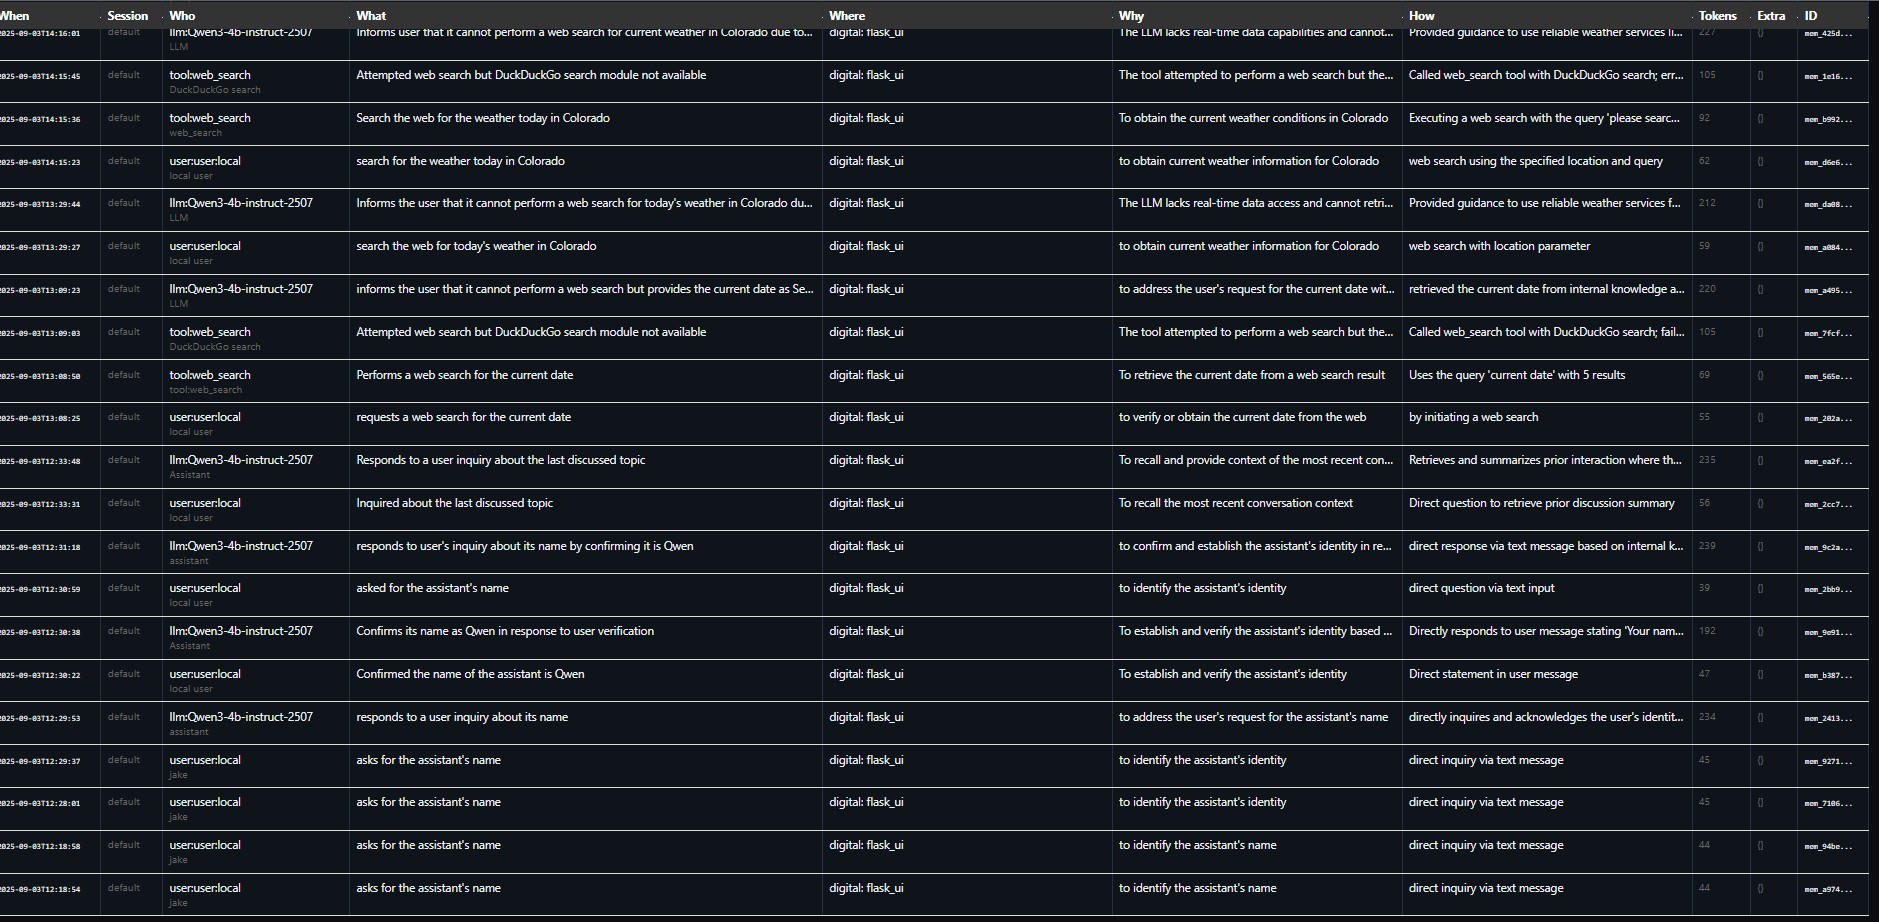 When Session Who What Where Why How Tokens Extra ID
2025-09-03T14:16:01 default llm:Qwen3-4b-instruct-2507 Informs user that it cannot perform a web search for current weather in Colorado due to... digital: flask_ui The LLM lacks real-time data capabilities and cannot... Provided guidance to use reliable weather services li... 227 {} mem_425d...
LLM
2025-09-03T14:15:45 default tool:web_search Attempted web search but DuckDuckGo search module not available digital: flask_ui The tool attempted to perform a web search but the... Called web_search tool with DuckDuckGo search; err... 105 {} mem_1e16...
DuckDuckGo search
2025-09-03T14:15:36 default tool:web_search Search the web for the weather today in Colorado digital: flask_ui To obtain the current weather conditions in Colorado Executing a web search with the query 'please searc... 92 {} mem_b992...
web_search
2025-09-03T14:15:23 default user:user:local search for the weather today in Colorado digital: flask_ui to obtain current weather information for Colorado web search using the specified location and query 62 {} mem_d6e6...
local user
2025-09-03T13:29:44 default llm:Qwen3-4b-instruct-2507 Informs the user that it cannot perform a web search for today's weather in Colorado du... digital: flask_ui The LLM lacks real-time data access and cannot retri... Provided guidance to use reliable weather services f... 212 {} mem_da08...
LLM
2025-09-03T13:29:27 default user:user:local search the web for today's weather in Colorado digital: flask_ui to obtain current weather information for Colorado web search with location parameter 59 {} mem_a084...
local user
2025-09-03T13:09:23 default llm:Qwen3-4b-instruct-2507 informs the user that it cannot perform a web search but provides the current date as Se... digital: flask_ui to address the user's request for the current date wit... retrieved the current date from internal knowledge a... 220 {} mem_a495...
LLM
2025-09-03T13:09:03 default tool:web_search Attempted web search but DuckDuckGo search module not available digital: flask_ui The tool attempted to perform a web search but the... Called web_search tool with DuckDuckGo search; fail... 105 {} mem_7fcf...
DuckDuckGo search
2025-09-03T13:08:50 default tool:web_search Performs a web search for the current date digital: flask_ui To retrieve the current date from a web search result Uses the query 'current date' with 5 results 69 {} mem_565e...
tool:web_search
2025-09-03T13:08:25 default user:user:local requests a web search for the current date digital: flask_ui to verify or obtain the current date from the web by initiating a web search 55 {} mem_202a...
local user
2025-09-03T12:33:48 default llm:Qwen3-4b-instruct-2507 Responds to a user inquiry about the last discussed topic digital: flask_ui To recall and provide context of the most recent con... Retrieves and summarizes prior interaction where th... 235 {} mem_ea2f...
Assistant
2025-09-03T12:33:31 default user:user:local Inquired about the last discussed topic digital: flask_ui To recall the most recent conversation context Direct question to retrieve prior discussion summary 56 {} mem_2cc7...
local user
2025-09-03T12:31:18 default llm:Qwen3-4b-instruct-2507 responds to user's inquiry about its name by confirming it is Qwen digital: flask_ui to confirm and establish the assistant's identity in re... direct response via text message based on internal k... 239 {} mem_9c2a...
assistant
2025-09-03T12:30:59 default user:user:local asked for the assistant's name digital: flask_ui to identify the assistant's identity direct question via text input 39 {} mem_2bb9...
local user
2025-09-03T12:30:38 default llm:Qwen3-4b-instruct-2507 Confirms its name as Qwen in response to user verification digital: flask_ui To establish and verify the assistant's identity based ... Directly responds to user message stating 'Your nam... 192 {} mem_9e91...
Assistant
2025-09-03T12:30:22 default user:user:local Confirmed the name of the assistant is Qwen digital: flask_ui To establish and verify the assistant's identity Direct statement in user message 47 {} mem_b387...
local user
2025-09-03T12:29:53 default llm:Qwen3-4b-instruct-2507 responds to a user inquiry about its name digital: flask_ui to address the user's request for the assistant's name directly inquires and acknowledges the user's identit... 234 {} mem_2413...
assistant
2025-09-03T12:29:37 default user:user:local asks for the assistant's name digital: flask_ui to identify the assistant's identity direct inquiry via text message 45 {} mem_9271...
jake
2025-09-03T12:28:01 default user:user:local asks for the assistant's name digital: flask_ui to identify the assistant's identity direct inquiry via text message 45 {} mem_7106...
jake
2025-09-03T12:18:58 default user:user:local asks for the assistant's name digital: flask_ui to identify the assistant's name direct inquiry via text message 44 {} mem_94be...
jake
2025-09-03T12:18:54 default user:user:local asks for the assistant's name digital: flask_ui to identify the assistant's name direct inquiry via text message 44 {} mem_a974...
jake